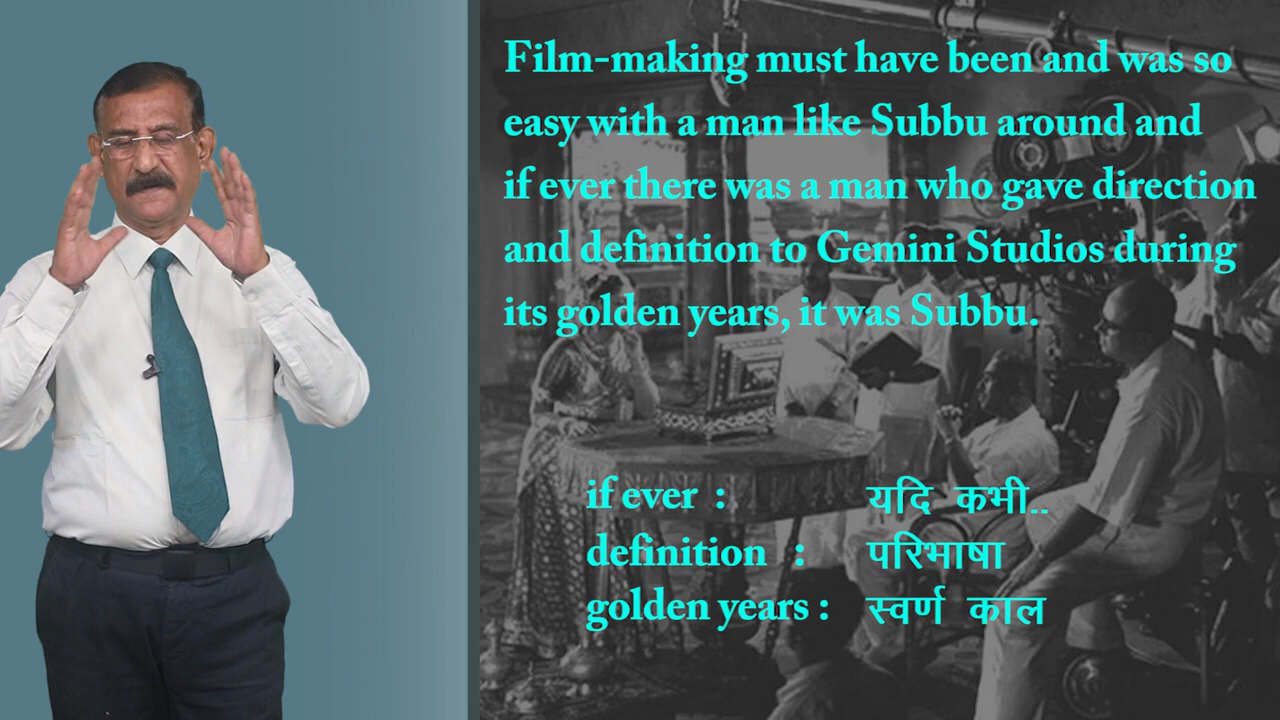 Film-making must have been and was so
easy with a man like Subbu around and
if ever there was a man who gave direction
and definition to Gemini Studios during
its golden years, it was Subbu.
if ever : यदि कभी..
definition : परिभाषा
golden years : स्वर्ण काल